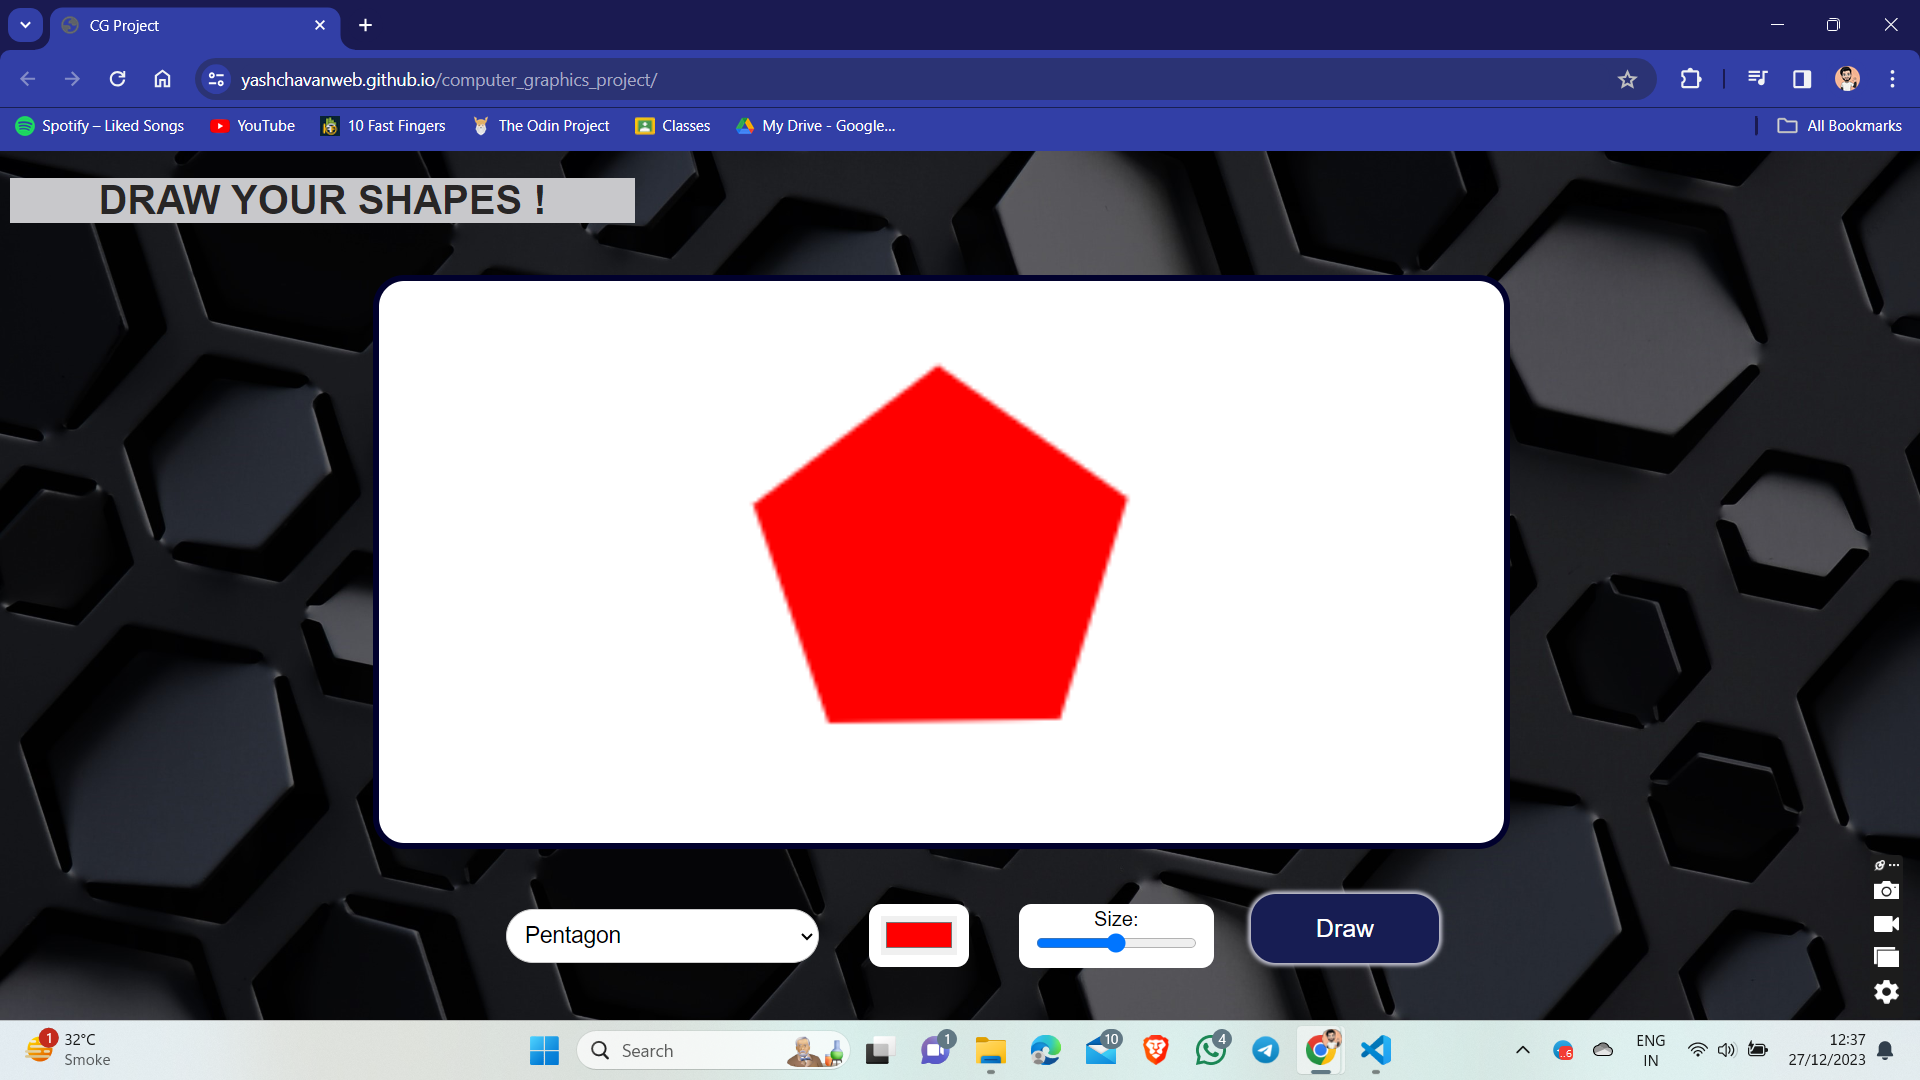 CG Project
yashchavanweb.github.io/computer_graphics_project/
Spotify – Liked Songs YouTube 10 Fast Fingers The Odin Project Classes My Drive - Google... All Bookmarks
DRAW YOUR SHAPES !
Pentagon
Size:
Draw
1
32°C
Smoke
Search
1
10
4
..6
ENG
IN
12:37
27/12/2023